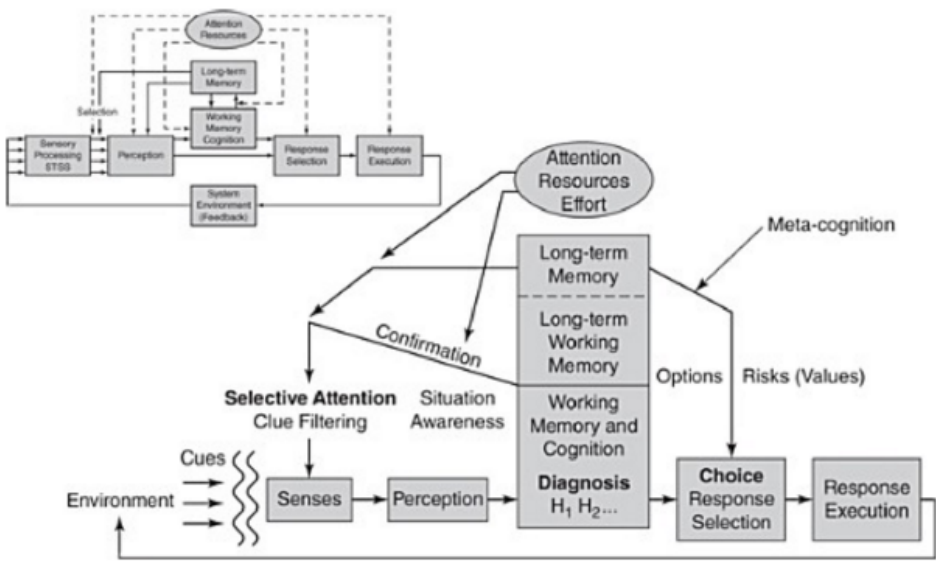 Attention
Resources
Long-term
Memory
Selection
Working
Memory
Cognition
Sensory
Processing
STSS
Perception
Response
Selection
Response
Execution
System
Environment
(Feedback)
Attention
Resources
Effort
Meta-cognition
Long-term
Memory
Long-term
Working
Memory
Confirmation
Options
Risks (Values)
Selective Attention
Clue Filtering
Situation
Awareness
Working
Memory and
Cognition
Cues
Environment
Senses
Perception
Diagnosis
H₁ H₂...
Choice
Response
Selection
Response
Execution